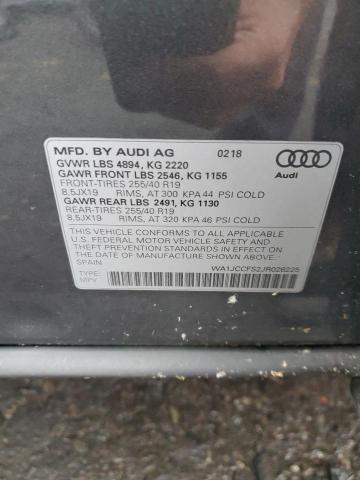 MFD. BY AUDI AG 0218
GVWR LBS 4894, KG 2220
GAWR FRONT LBS 2546, KG 1155
FRONT-TIRES 255/40 R19
8,5JX19 RIMS, AT 300 KPA 44 PSI COLD
GAWR REAR LBS 2491, KG 1130
REAR-TIRES 255/40 R19
8,5JX19 RIMS, AT 320 KPA 46 PSI COLD
Audi
THIS VEHICLE CONFORMS TO ALL APPLICABLE
U.S. FEDERAL MOTOR VEHICLE SAFETY, BUMPER,
AND THEFT PREVENTION STANDARDS IN EFFECT ON
THE DATE OF MANUFACTURE SHOWN ABOVE.
SPAIN
TYPE: WA1JCCFS2JR026225
MPV